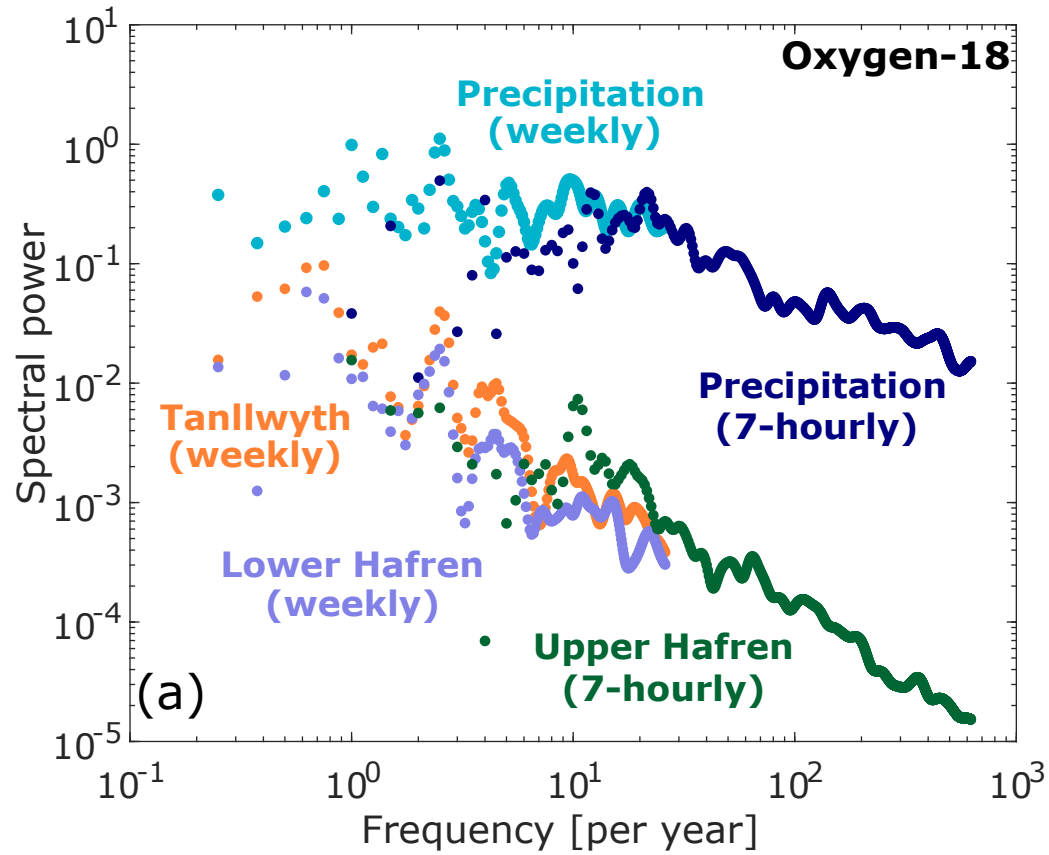 Oxygen-18
Precipitation
(weekly)
Precipitation
(7-hourly)
Tanllwyth
(weekly)
Lower Hafren
(weekly)
Upper Hafren
(7-hourly)
(a)
Spectral power
10^1
10^0
10^-1
10^-2
10^-3
10^-4
10^-5
10^-1 10^0 10^1 10^2 10^3
Frequency [per year]